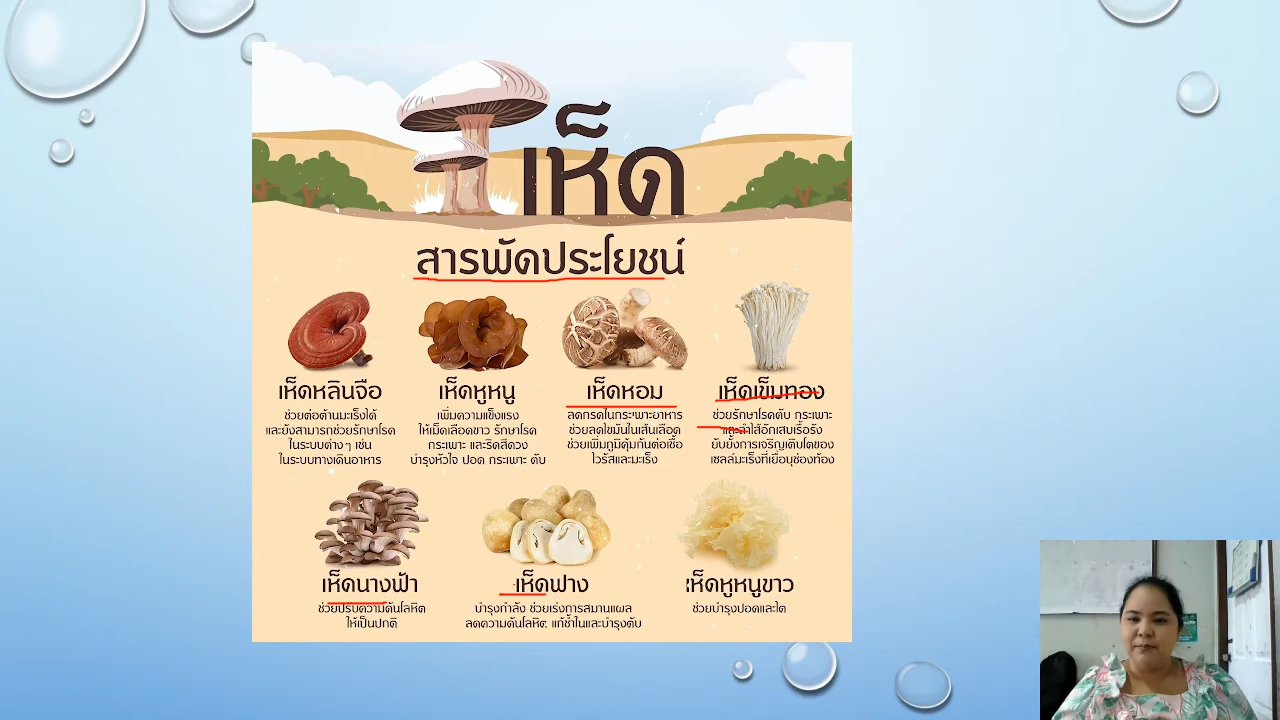 เห็ด
สารพัดประโยชน์
เห็ดหลินจือ
ช่วยต่อต้านมะเร็งได้
และยังสามารถช่วยรักษาโรค
ในระบบต่างๆ เช่น
ในระบบทางเดินอาหาร
เห็ดหูหนู
เพิ่มความแข็งแรง
ให้เม็ดเลือดขาว รักษาโรค
กระเพาะ และริดสีดวง
บำรุงหัวใจ ปอด กระเพาะ ตับ
เห็ดหอม
ลดกรดในกระเพาะอาหาร
ช่วยลดไขมันในเส้นเลือด
ช่วยเพิ่มภูมิคุ้มกันต่อเชื้อ
ไวรัสและมะเร็ง
เห็ดเข็มทอง
ช่วยรักษาโรคตับ กระเพาะ
และลำไส้อักเสบเรื้อรัง
ยับยั้งการเจริญเติบโตของ
เซลล์มะเร็งที่เยื่อบุช่องท้อง
เห็ดนางฟ้า
ช่วยปรับความดันโลหิต
ให้เป็นปกติ
เห็ดฟาง
บำรุงกำลัง ช่วยเร่งการสมานแผล
ลดความดันโลหิต แก้ช้ำในและบำรุงตับ
เห็ดหูหนูขาว
ช่วยบำรุงปอดและไต